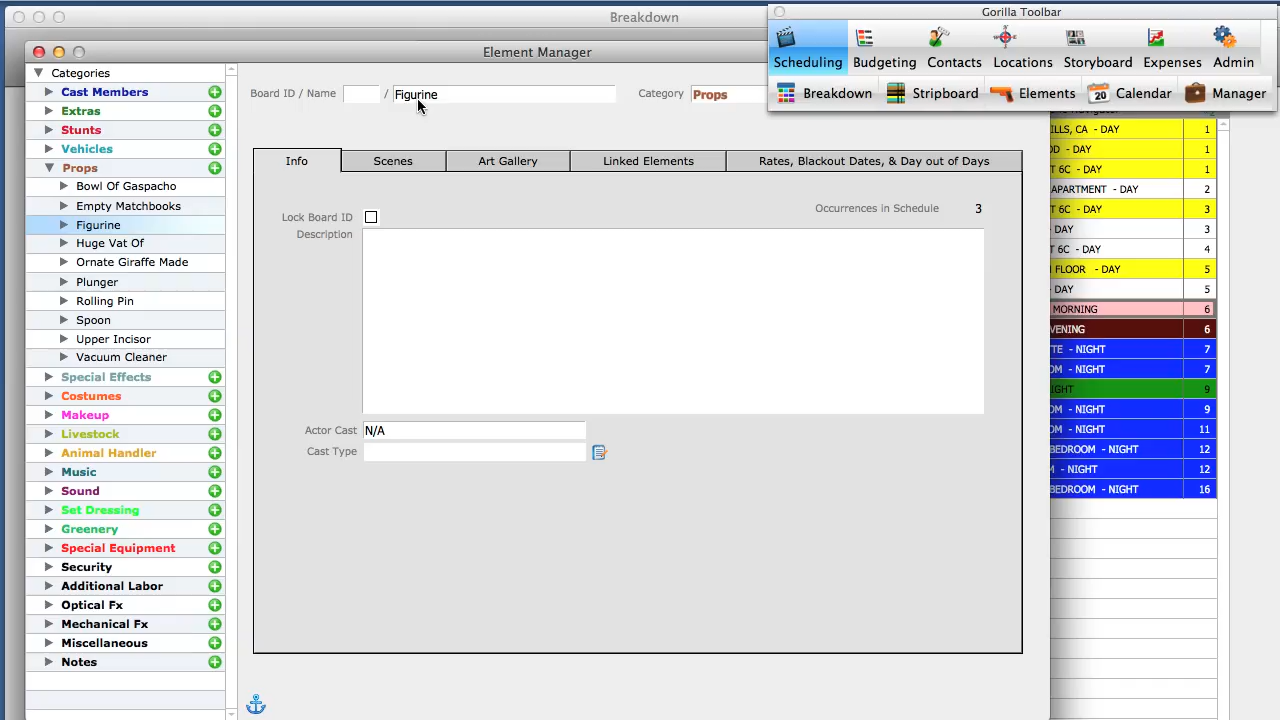 Breakdown
Gorilla Toolbar
Scheduling
Budgeting
Contacts
Locations
Storyboard
Expenses
Admin
Breakdown
Stripboard
Elements
Calendar
20
Manager
Element Manager
Categories
Cast Members
Extras
Stunts
Vehicles
Props
Bowl Of Gaspacho
Empty Matchbooks
Figurine
Huge Vat Of
Ornate Giraffe Made
Plunger
Rolling Pin
Spoon
Upper Incisor
Vacuum Cleaner
Special Effects
Costumes
Makeup
Livestock
Animal Handler
Music
Sound
Set Dressing
Greenery
Special Equipment
Security
Additional Labor
Optical Fx
Mechanical Fx
Miscellaneous
Notes
Board ID / Name / Figurine
Category Props
Info
Scenes
Art Gallery
Linked Elements
Rates, Blackout Dates, & Day out of Days
Lock Board ID
Occurrences in Schedule 3
Description
Actor Cast N/A
Cast Type
ILLS, CA - DAY 1
OD - DAY 1
T 6C - DAY 1
APARTMENT - DAY 2
T 6C - DAY 3
- DAY 3
T 6C - DAY 4
FLOOR - DAY 5
- DAY 5
MORNING 6
VENING 6
TE - NIGHT 7
OM - NIGHT 7
IGHT 9
OM - NIGHT 9
OM - NIGHT 11
BEDROOM - NIGHT 12
M - NIGHT 12
BEDROOM - NIGHT 16